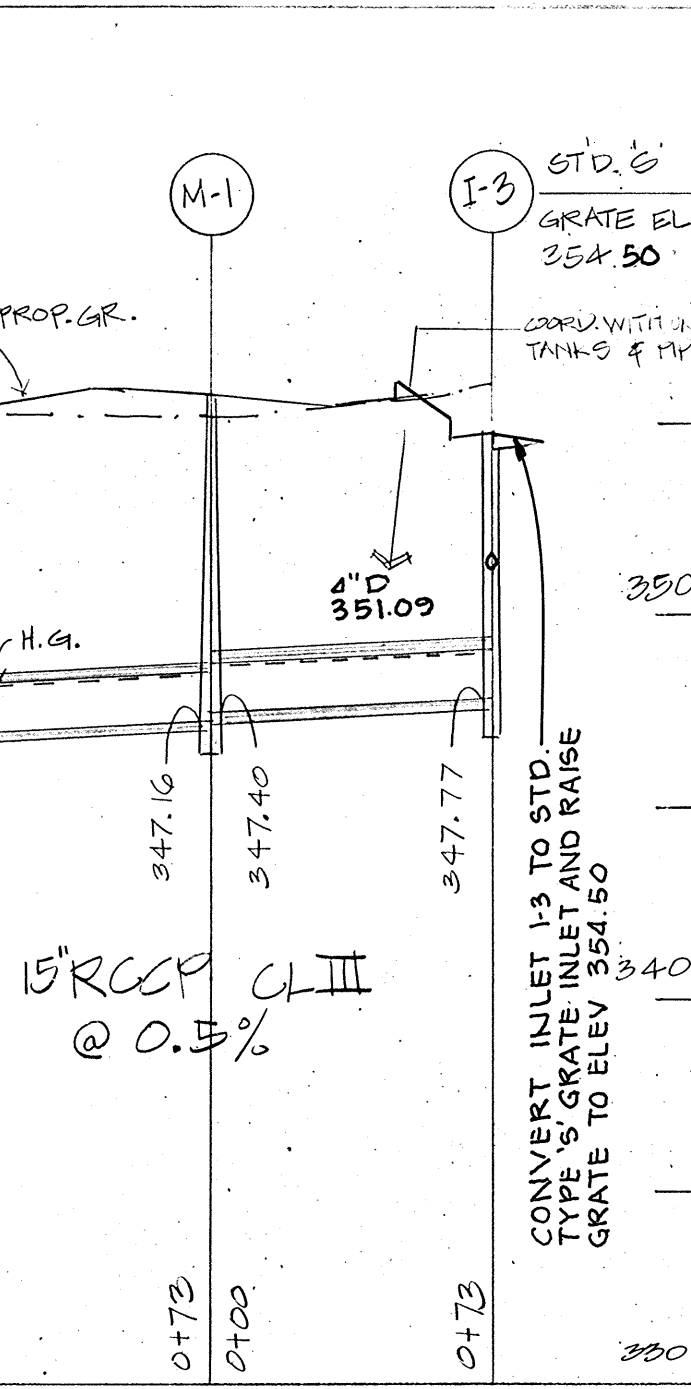 M-1
I-3
STD. 'S'
GRATE EL
354.50
PROP. GR.
COORD. WITH
TANKS &
4"D
351.09
350
H.G.
347.16
347.40
347.77
15" RCCP CL III
@ 0.5%
340
CONVERT INLET I-3 TO STD.
TYPE 'S' GRATE INLET AND RAISE
GRATE TO ELEV 354.50
0+73
0+00
0+73
330